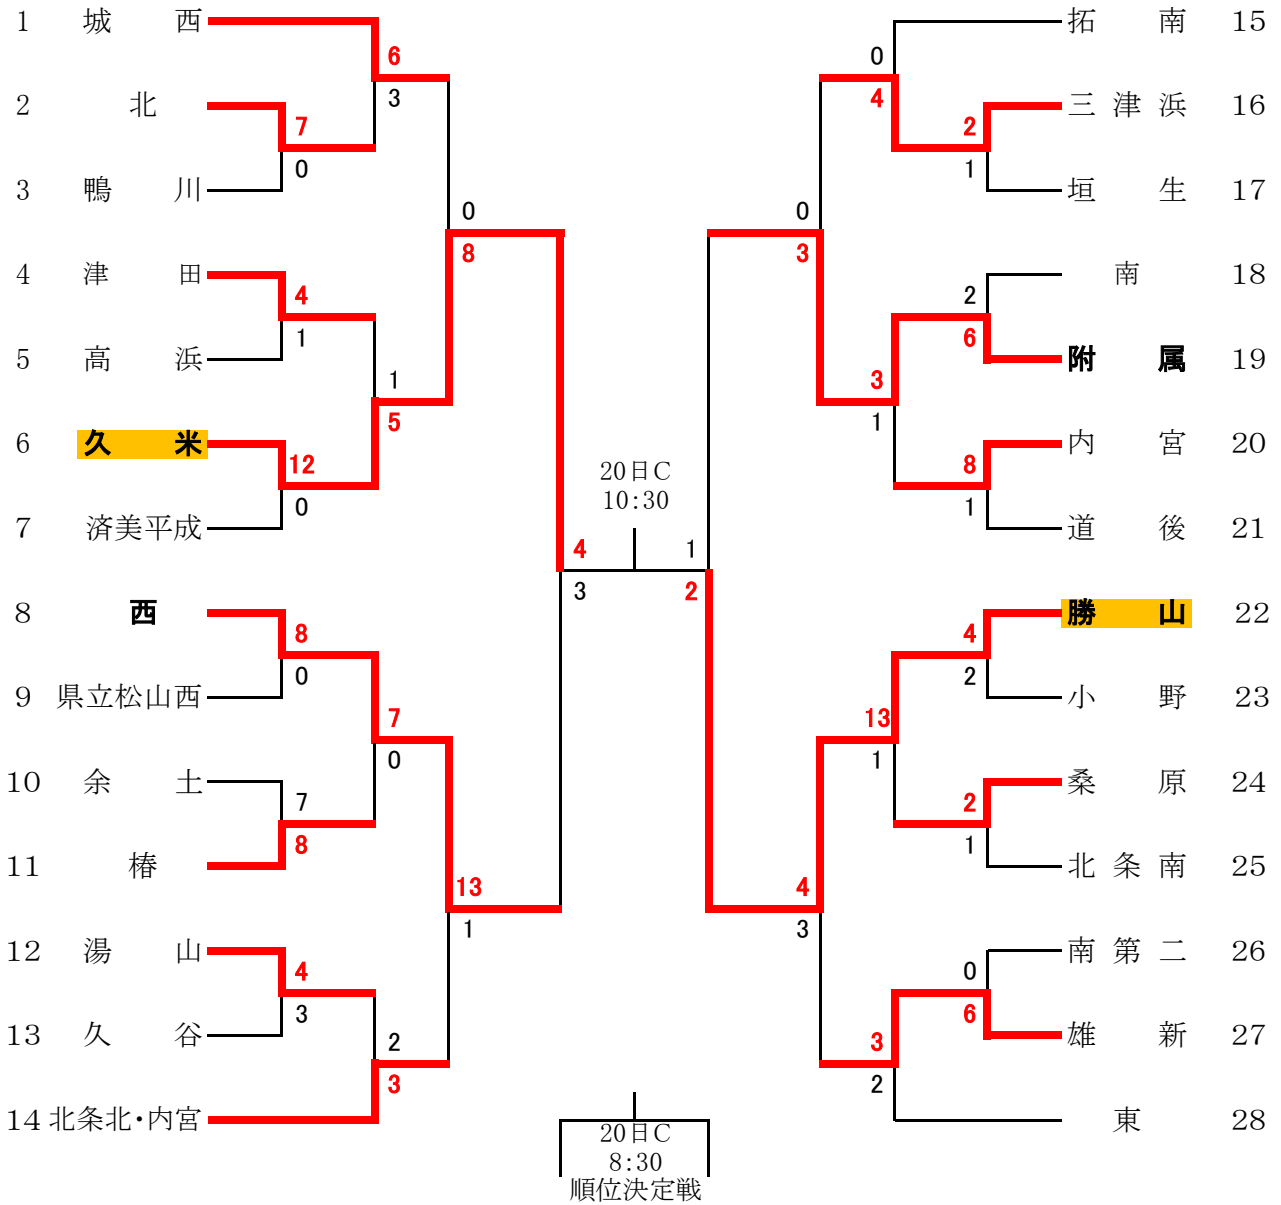 1 城 西
6
3
2 北
7
0
3 鴨 川
0
8
4 津 田
4
1
5 高 浜
1
5
6 久 米
12
0
7 済美平成
4
3
8 西
8
0
9 県立松山西
7
0
10 余 土
7
8
11 椿
13
1
12 湯 山
4
3
13 久 谷
2
3
14 北条北・内宮
20日C
10:30
20日C
8:30
順位決定戦
拓 南 15
0
4
三 津 浜 16
2
1
垣 生 17
0
3
南 18
2
6
附 属 19
3
1
内 宮 20
8
1
道 後 21
1
2
勝 山 22
4
2
小 野 23
13
1
桑 原 24
2
1
北 条 南 25
4
3
南 第 二 26
0
6
雄 新 27
3
2
東 28